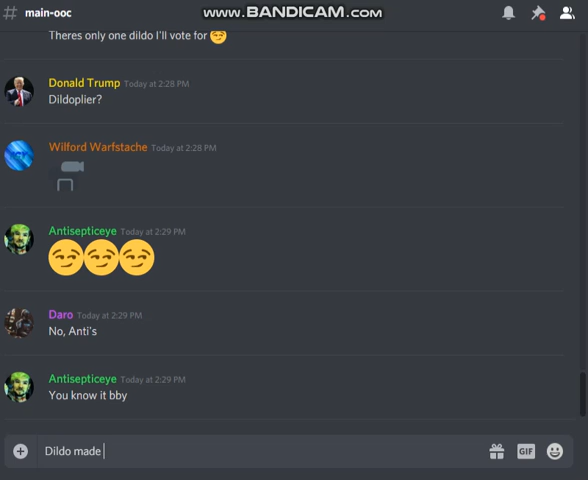 # main-ooc
www.BANDICAM.com
Theres only one dildo I'll vote for 😏
Donald Trump Today at 2:28 PM
Dildoplier?
Wilford Warfstache Today at 2:28 PM
Antisepticeye Today at 2:29 PM
😏😏😏
Daro Today at 2:29 PM
No, Anti's
Antisepticeye Today at 2:29 PM
You know it bby
Dildo made
GIF